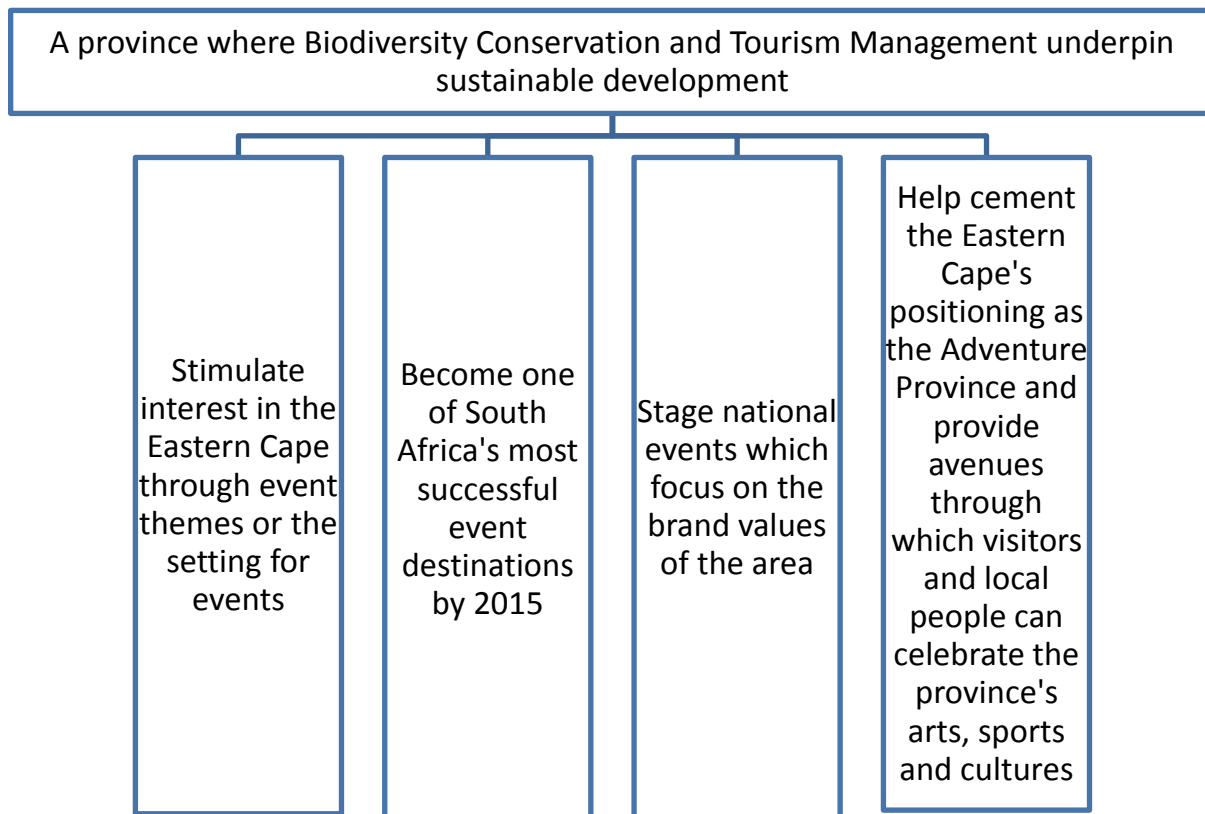 A province where Biodiversity Conservation and Tourism Management underpin
sustainable development
Stimulate
interest in the
Eastern Cape
through event
themes or the
setting for
events
Become one
of South
Africa's most
successful
event
destinations
by 2015
Stage national
events which
focus on the
brand values
of the area
Help cement
the Eastern
Cape's
positioning as
the Adventure
Province and
provide
avenues
through
which visitors
and local
people can
celebrate the
province's
arts, sports
and cultures